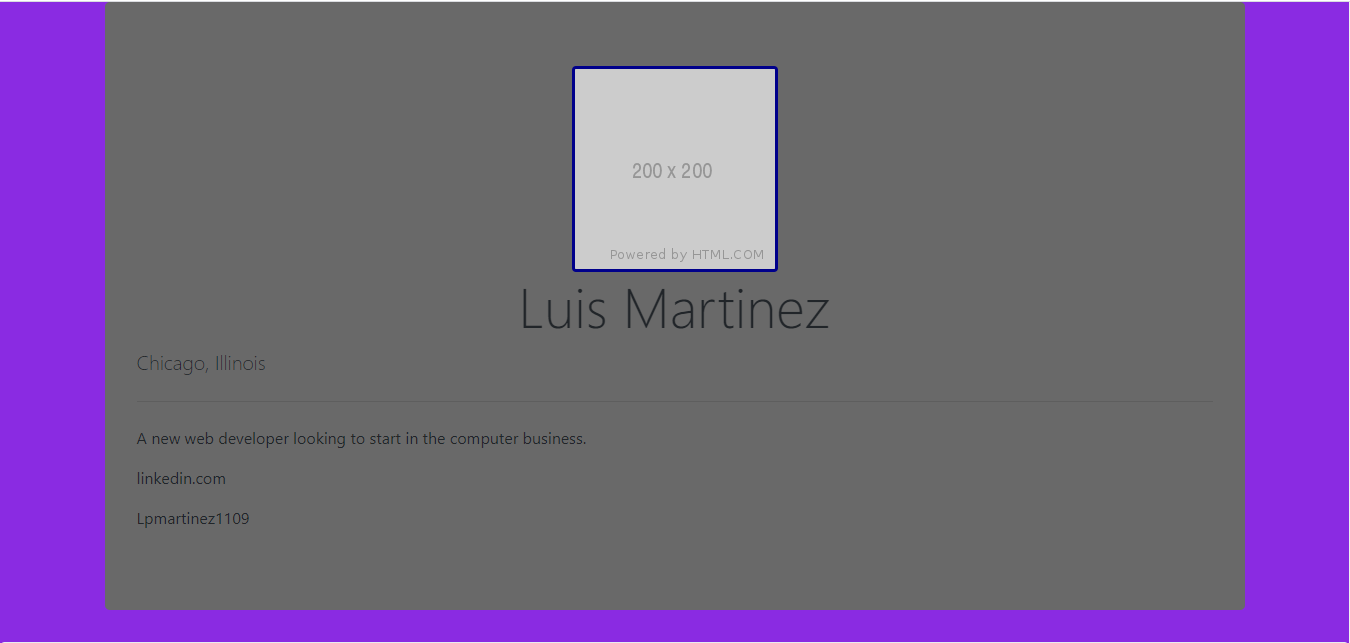 200 x 200
Powered by HTML.COM
Luis Martinez
Chicago, Illinois
A new web developer looking to start in the computer business.
linkedin.com
Lpmartinez1109